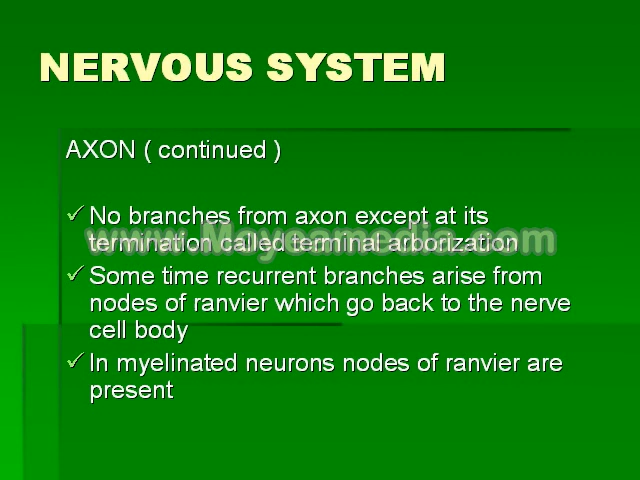 NERVOUS SYSTEM
AXON ( continued )
✓ No branches from axon except at its
termination called terminal arborization
www.Moyeamedia.com
✓ Some time recurrent branches arise from
nodes of ranvier which go back to the nerve
cell body
✓ In myelinated neurons nodes of ranvier are
present